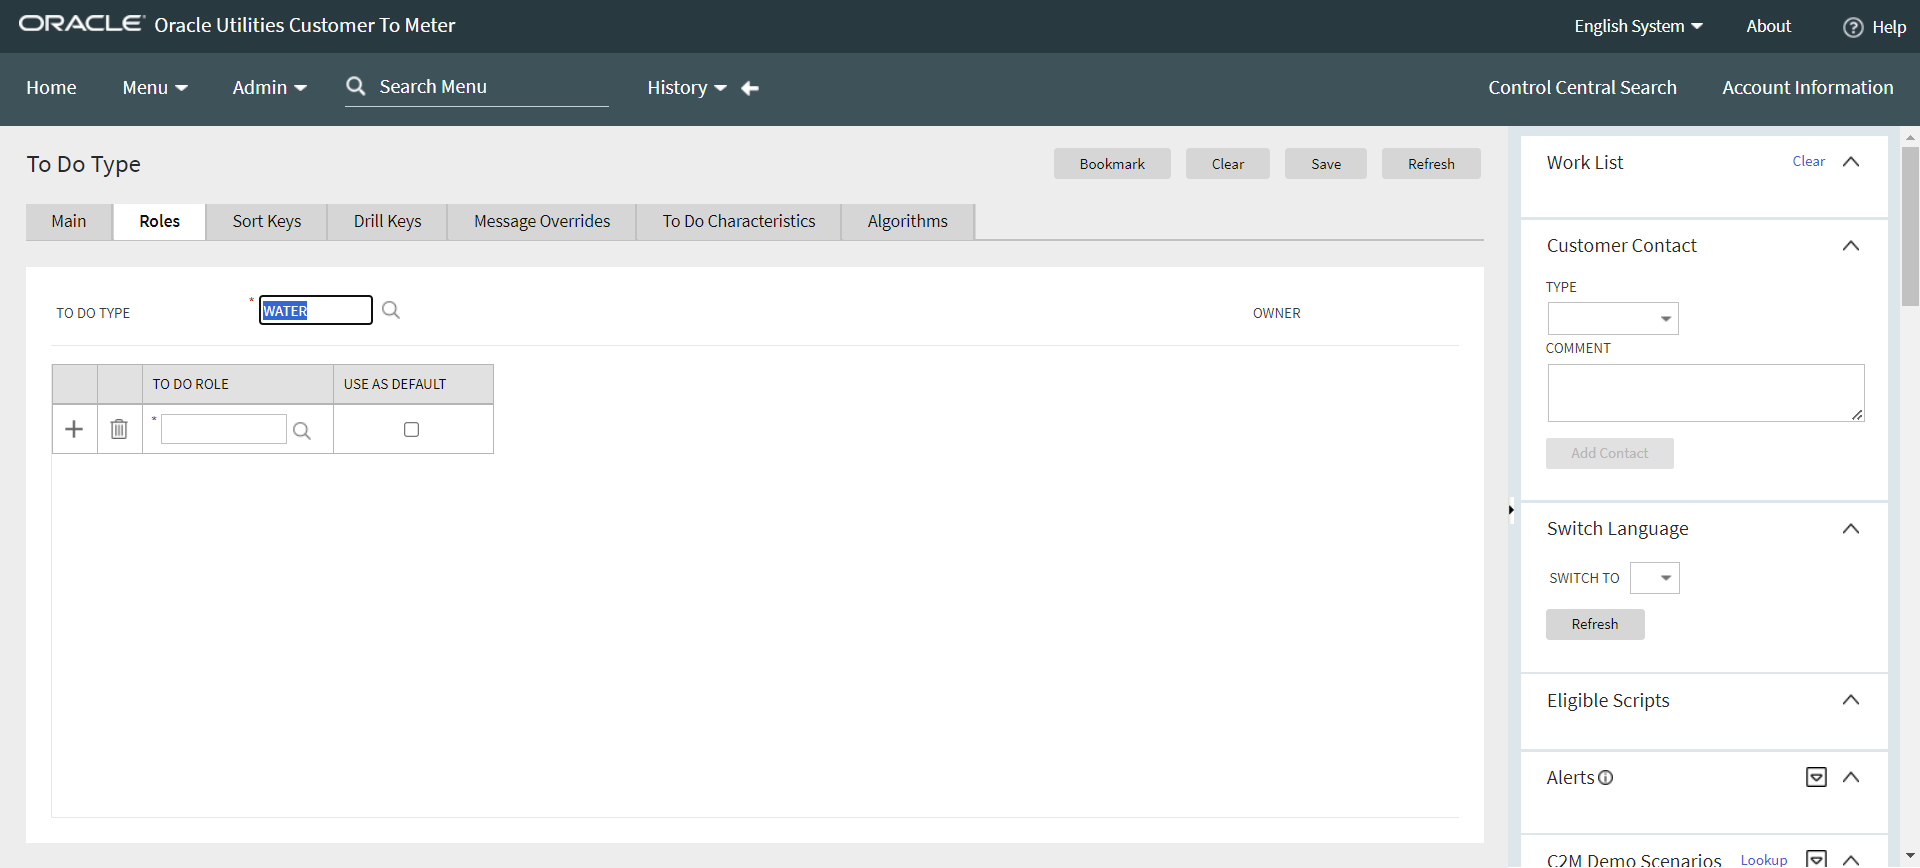 ORACLE Oracle Utilities Customer To Meter
English System About Help
Home Menu Admin Search Menu History Control Central Search Account Information
To Do Type
Bookmark Clear Save Refresh
Main Roles Sort Keys Drill Keys Message Overrides To Do Characteristics Algorithms
TO DO TYPE * WATER OWNER
TO DO ROLE USE AS DEFAULT
*
Work List Clear
Customer Contact
TYPE
COMMENT
Add Contact
Switch Language
SWITCH TO
Refresh
Eligible Scripts
Alerts
C2M Demo Scenarios Lookup